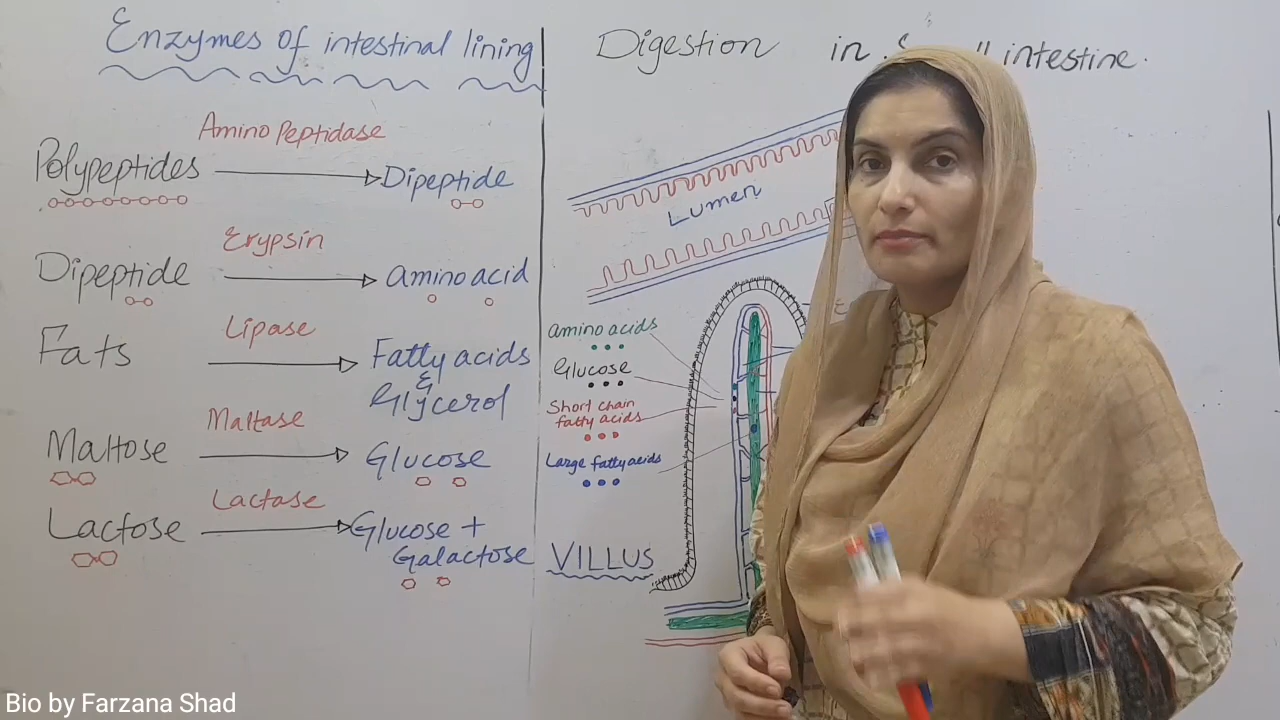 Enzymes of intestinal lining
Amino Peptidase
Polypeptides
Dipeptide
Erypsin
Dipeptide
Amino acid
Lipase
Fats
Fatty acids
&
Glycerol
Maltase
Maltose
Glucose
Lactase
Lactose
Glucose +
Galactose
Digestion in intestine.
Lumen
Amino acids
Glucose
Short chain
fatty acids
Large fatty acids
VILLUS
Bio by Farzana Shad